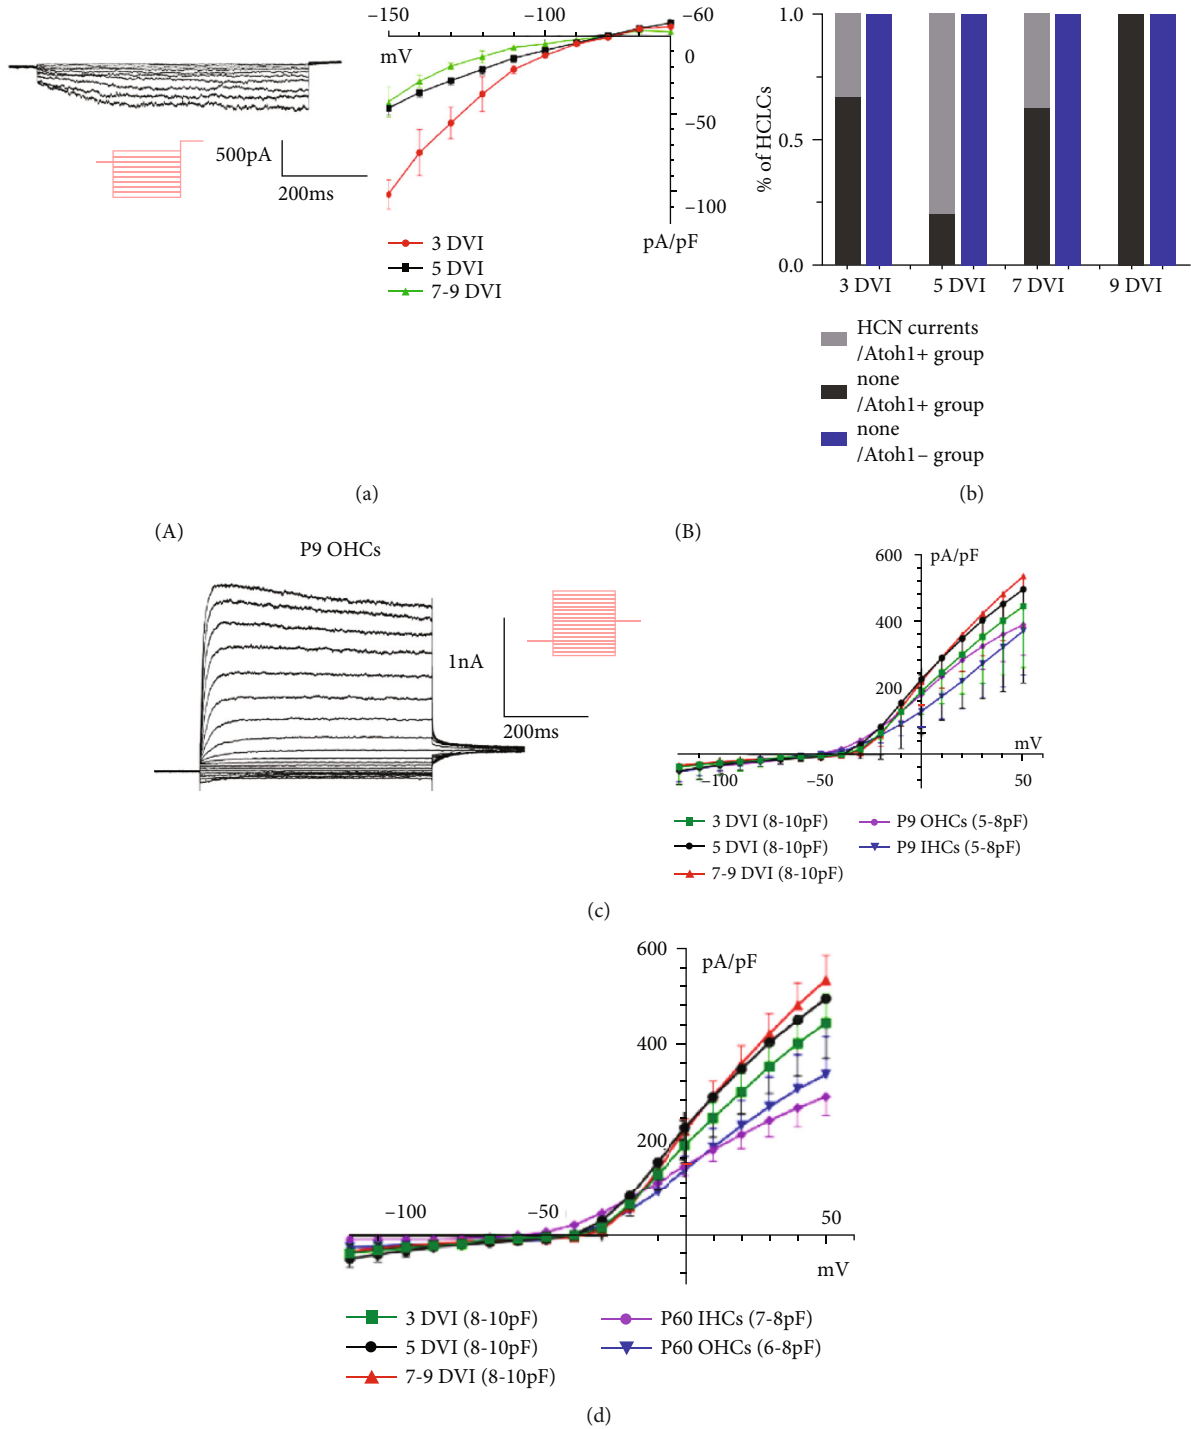 −150
−100
−60
mV
0
−50
−100
pA/pF
500pA
200ms
3 DVI
5 DVI
7-9 DVI
% of HCLCs
1.0
0.5
0.0
3 DVI
5 DVI
7 DVI
9 DVI
HCN currents
/Atoh1+ group
none
/Atoh1+ group
none
/Atoh1− group
(a)
(b)
(A)
P9 OHCs
1nA
200ms
(B)
600
pA/pF
400
200
mV
−100
−50
50
3 DVI (8-10pF)
5 DVI (8-10pF)
7-9 DVI (8-10pF)
P9 OHCs (5-8pF)
P9 IHCs (5-8pF)
(c)
600
pA/pF
400
200
−100
−50
50
mV
3 DVI (8-10pF)
5 DVI (8-10pF)
7-9 DVI (8-10pF)
P60 IHCs (7-8pF)
P60 OHCs (6-8pF)
(d)